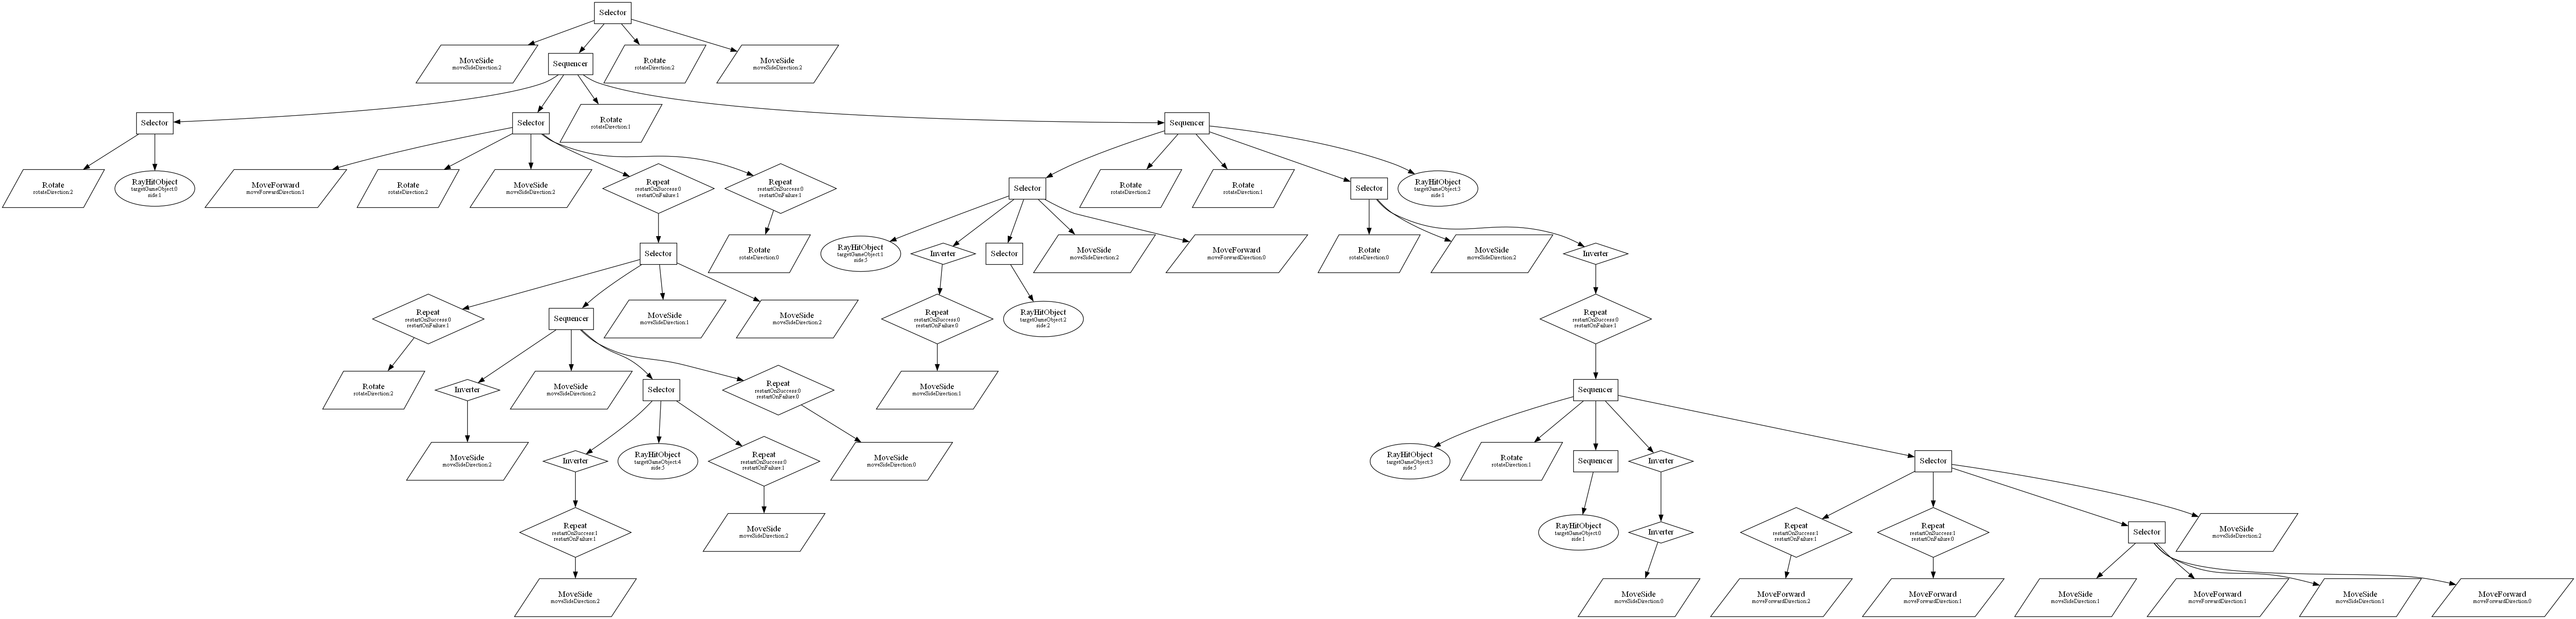 Selector
MoveSide
moveSideDirection:2
Sequencer
Rotate
rotateDirection:2
MoveSide
moveSideDirection:2
Selector
Selector
Rotate
rotateDirection:1
Sequencer
Rotate
rotateDirection:2
RayHitObject
targetGameObject:0
side:1
MoveForward
moveForwardDirection:1
Rotate
rotateDirection:2
MoveSide
moveSideDirection:2
Repeat
restartOnSuccess:0
restartOnFailure:1
Repeat
restartOnSuccess:0
restartOnFailure:1
Selector
Rotate
rotateDirection:2
Rotate
rotateDirection:1
Selector
RayHitObject
targetGameObject:3
side:1
Selector
Rotate
rotateDirection:0
RayHitObject
targetGameObject:1
side:5
Inverter
Selector
MoveSide
moveSideDirection:2
MoveForward
moveForwardDirection:0
Rotate
rotateDirection:0
MoveSide
moveSideDirection:2
Inverter
Repeat
restartOnSuccess:0
restartOnFailure:1
Sequencer
MoveSide
moveSideDirection:1
MoveSide
moveSideDirection:2
Repeat
restartOnSuccess:0
restartOnFailure:0
RayHitObject
targetGameObject:2
side:2
Repeat
restartOnSuccess:0
restartOnFailure:1
Rotate
rotateDirection:2
Inverter
MoveSide
moveSideDirection:2
Selector
Repeat
restartOnSuccess:0
restartOnFailure:0
MoveSide
moveSideDirection:1
Sequencer
MoveSide
moveSideDirection:2
Inverter
RayHitObject
targetGameObject:4
side:5
Repeat
restartOnSuccess:0
restartOnFailure:1
MoveSide
moveSideDirection:0
RayHitObject
targetGameObject:3
side:5
Rotate
rotateDirection:1
Sequencer
Inverter
Selector
Repeat
restartOnSuccess:1
restartOnFailure:1
MoveSide
moveSideDirection:2
RayHitObject
targetGameObject:0
side:1
Inverter
Repeat
restartOnSuccess:1
restartOnFailure:1
Repeat
restartOnSuccess:1
restartOnFailure:0
Selector
MoveSide
moveSideDirection:2
MoveSide
moveSideDirection:2
MoveSide
moveSideDirection:0
MoveForward
moveForwardDirection:2
MoveForward
moveForwardDirection:1
MoveSide
moveSideDirection:1
MoveForward
moveForwardDirection:1
MoveSide
moveSideDirection:1
MoveForward
moveForwardDirection:0